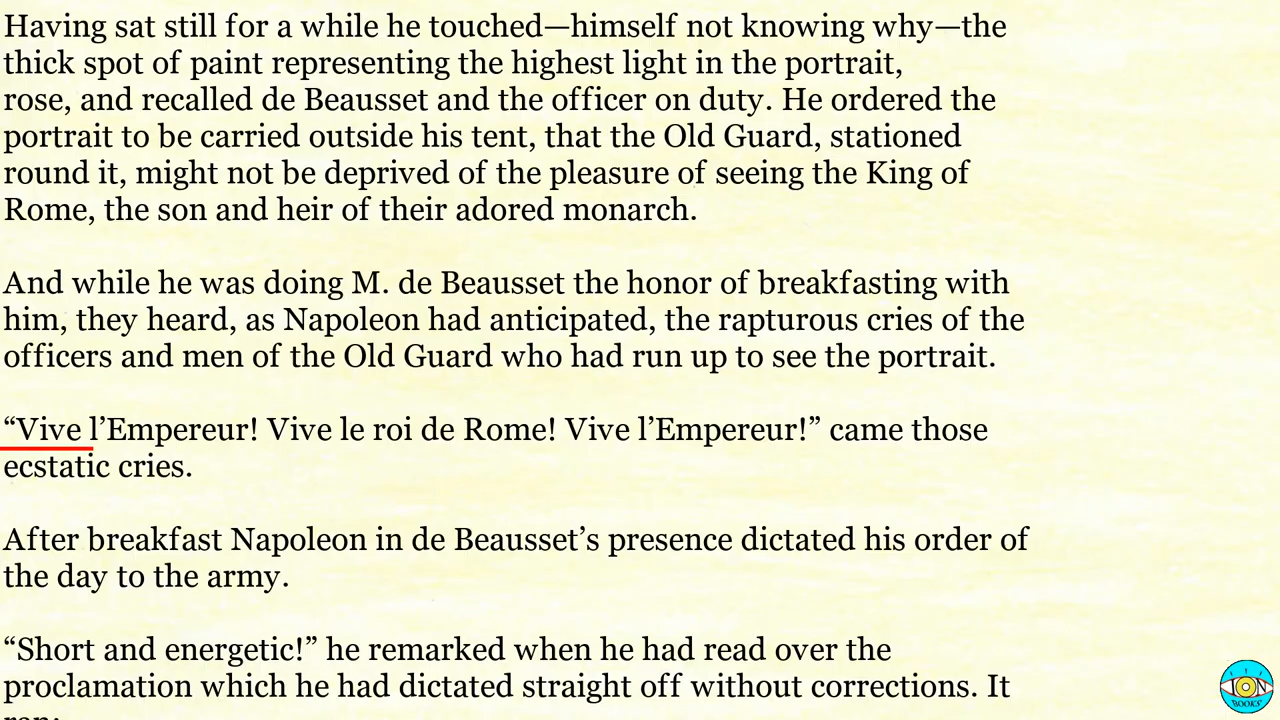 Having sat still for a while he touched—himself not knowing why—the
thick spot of paint representing the highest light in the portrait,
rose, and recalled de Beausset and the officer on duty. He ordered the
portrait to be carried outside his tent, that the Old Guard, stationed
round it, might not be deprived of the pleasure of seeing the King of
Rome, the son and heir of their adored monarch.
And while he was doing M. de Beausset the honor of breakfasting with
him, they heard, as Napoleon had anticipated, the rapturous cries of the
officers and men of the Old Guard who had run up to see the portrait.
“Vive l’Empereur! Vive le roi de Rome! Vive l’Empereur!” came those
ecstatic cries.
After breakfast Napoleon in de Beausset’s presence dictated his order of
the day to the army.
“Short and energetic!” he remarked when he had read over the
proclamation which he had dictated straight off without corrections. It
ION
BOOKS